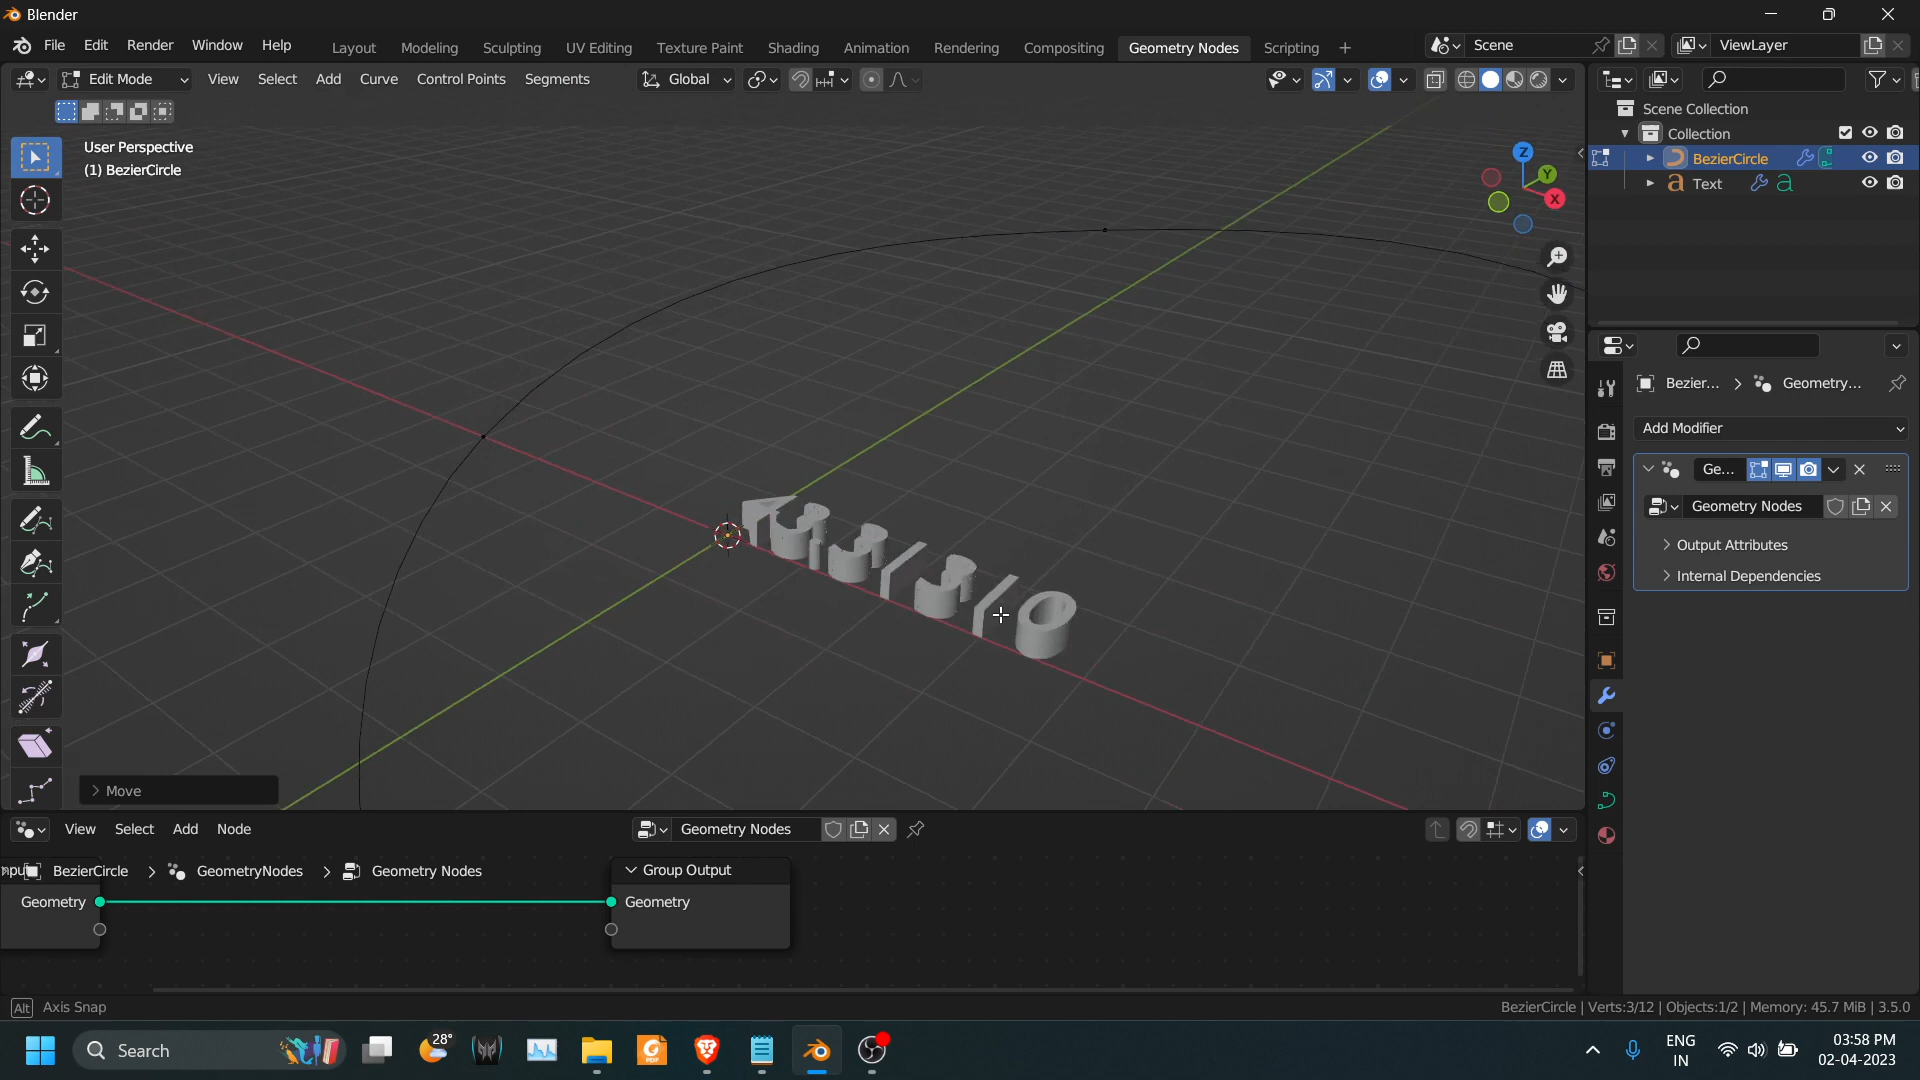 Blender
File Edit Render Window Help
Layout Modeling Sculpting UV Editing Texture Paint Shading Animation Rendering Compositing Geometry Nodes Scripting
Scene
ViewLayer
Edit Mode View Select Add Curve Control Points Segments
Global
User Perspective
(1) BezierCircle
Z
Y
X
Scene Collection
Collection
BezierCircle
Text
Bezier... > Geometry...
Add Modifier
Ge...
Geometry Nodes
> Output Attributes
> Internal Dependencies
> Move
View Select Add Node
Geometry Nodes
BezierCircle > GeometryNodes > Geometry Nodes
Geometry
Group Output
Geometry
Alt Axis Snap
BezierCircle | Verts:3/12 | Objects:1/2 | Memory: 45.7 MiB | 3.5.0
Search
28°
PDF
ENG
IN
03:58 PM
02-04-2023